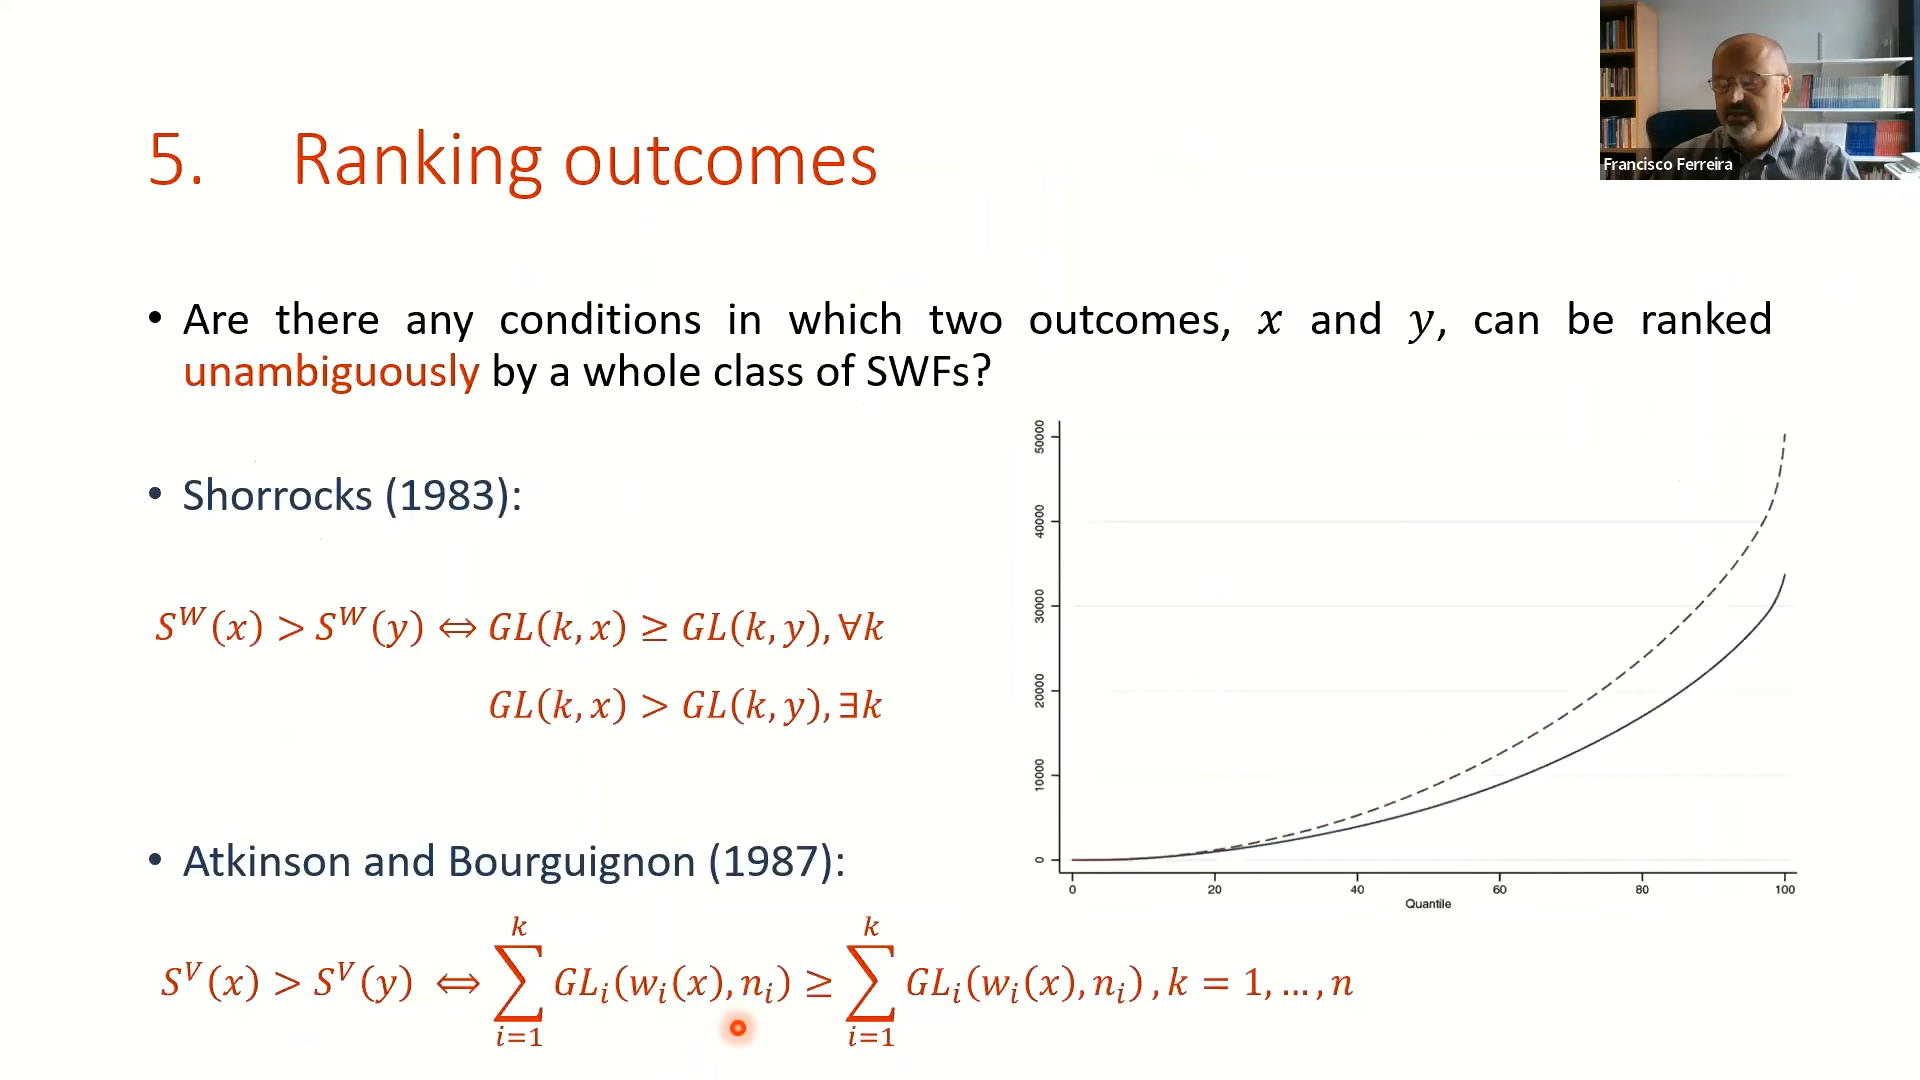 Francisco Ferreira
5. Ranking outcomes
• Are there any conditions in which two outcomes, x and y, can be ranked
unambiguously by a whole class of SWFs?
• Shorrocks (1983):
S^W(x) > S^W(y) ⇔ GL(k, x) ≥ GL(k, y), ∀k
GL(k, x) > GL(k, y), ∃k
• Atkinson and Bourguignon (1987):
S^V(x) > S^V(y) ⇔ ∑_{i=1}^{k} GL_i(w_i(x), n_i) ≥ ∑_{i=1}^{k} GL_i(w_i(x), n_i), k = 1, …, n
50000
40000
30000
20000
10000
0
0 20 40 60 80 100
Quantile